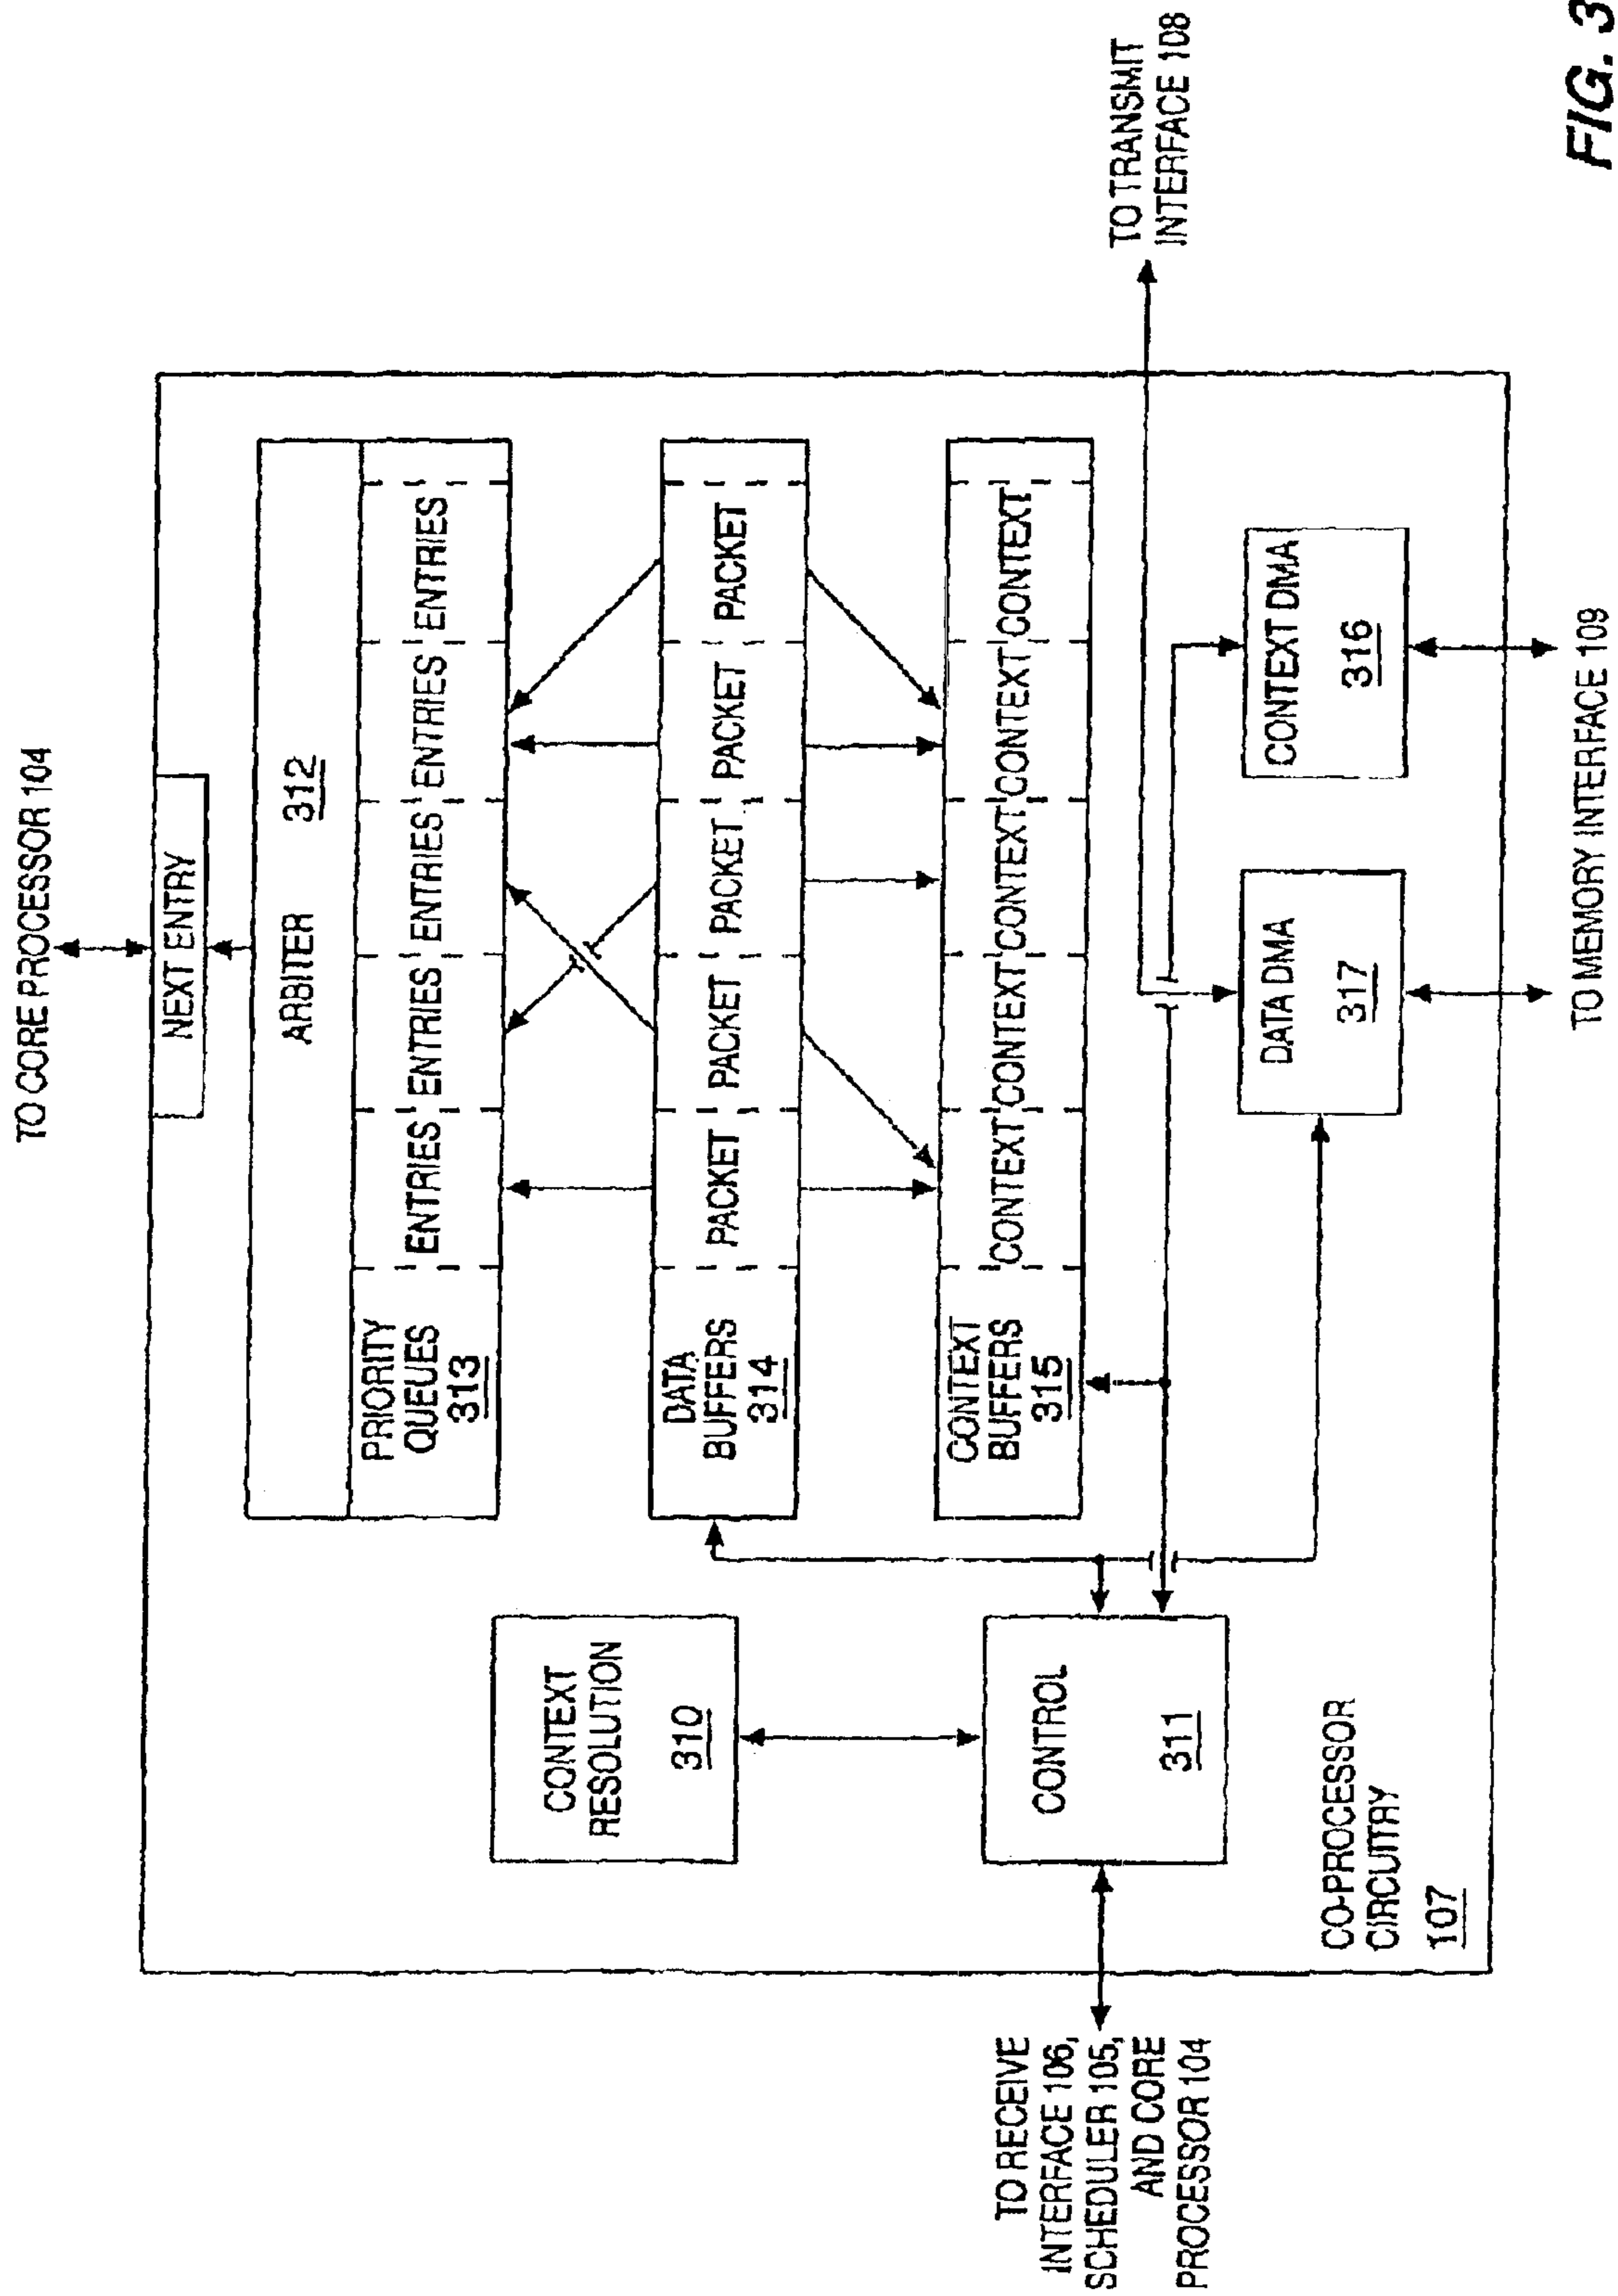 TO CORE PROCESSOR 104
NEXT ENTRY
ARBITER 312
PRIORITY
QUEUES
313
ENTRIES ENTRIES ENTRIES ENTRIES ENTRIES
DATA
BUFFERS
314
PACKET PACKET PACKET PACKET PACKET
CONTEXT
BUFFERS
315
CONTEXT CONTEXT CONTEXT CONTEXT CONTEXT
CONTEXT
RESOLUTION
310
CONTROL
311
TO RECEIVE
INTERFACE 106,
SCHEDULER 105,
AND CORE
PROCESSOR 104
TO TRANSMIT
INTERFACE 108
DATA DMA
317
CONTEXT DMA
316
CO-PROCESSOR
CIRCUITRY
107
TO MEMORY INTERFACE 109
FIG. 3